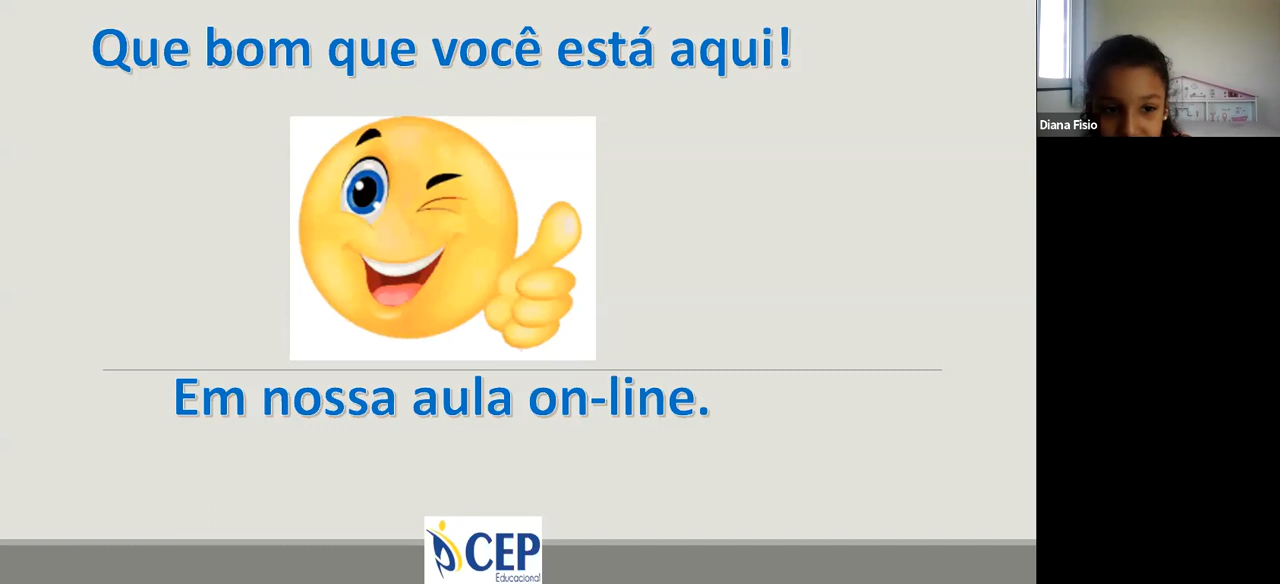 Que bom que você está aqui!
Diana Fisio
Em nossa aula on-line.
CEP
Educacional